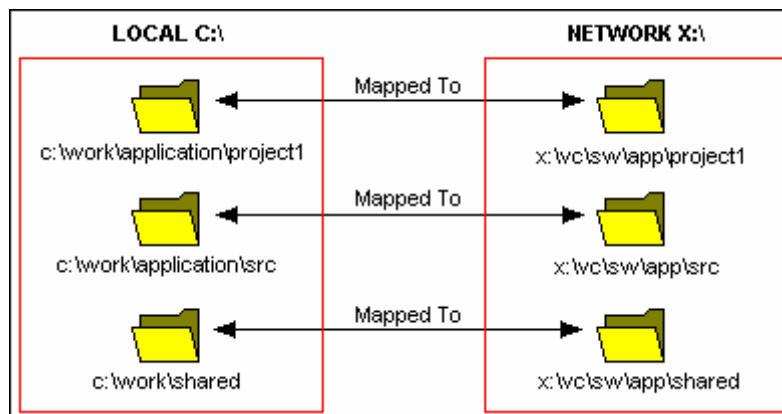 LOCAL C:\
NETWORK X:\
Mapped To
c:\work\application\project1
x:\vc\sw\app\project1
Mapped To
c:\work\application\src
x:\vc\sw\app\src
Mapped To
c:\work\shared
x:\vc\sw\app\shared